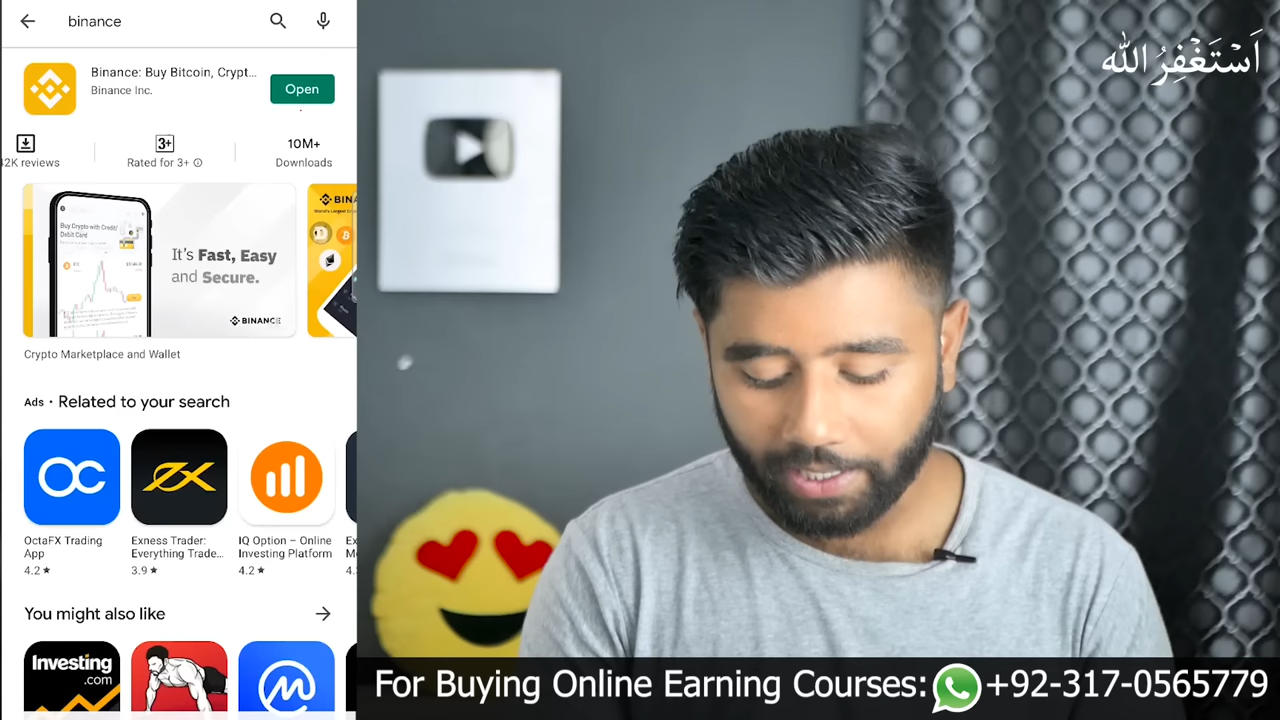 binance
Binance: Buy Bitcoin, Crypt...
Binance Inc.
Open
2K reviews
3+
Rated for 3+
10M+
Downloads
Buy Crypto with Credit/
Debit Card
It's Fast, Easy
and Secure.
BINANCE
BINA
Crypto Marketplace and Wallet
Ads • Related to your search
OctaFX Trading
App
4.2★
Exness Trader:
Everything Trade...
3.9★
IQ Option – Online
Investing Platform
4.2★
You might also like
Investing
.com
اَسْتَغْفِرُ اللّٰه
For Buying Online Earning Courses: +92-317-0565779